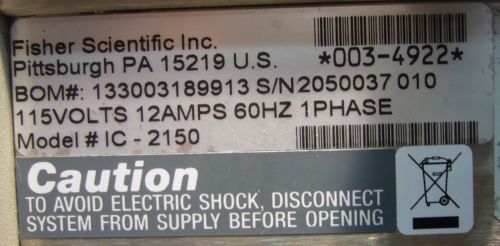 Fisher Scientific Inc.
Pittsburgh PA 15219 U.S. *003-4922*
BOM#: 133003189913 S/N2050037 010
115VOLTS 12AMPS 60HZ 1PHASE
Model # IC - 2150
Caution
TO AVOID ELECTRIC SHOCK, DISCONNECT
SYSTEM FROM SUPPLY BEFORE OPENING